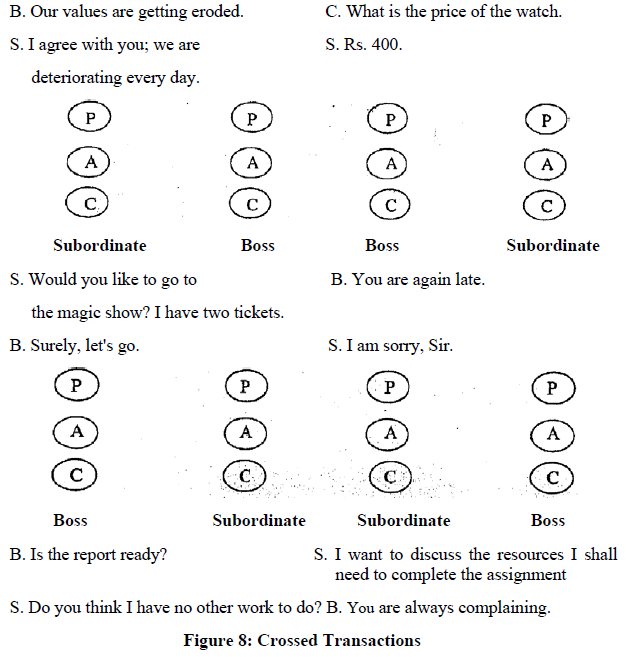 B. Our values are getting eroded. C. What is the price of the watch.
S. I agree with you; we are S. Rs. 400.
deteriorating every day.
P P P P
A A A A
C C C C
Subordinate Boss Boss Subordinate
S. Would you like to go to B. You are again late.
the magic show? I have two tickets.
B. Surely, let's go. S. I am sorry, Sir.
P P P P
A A A A
C C C C
Boss Subordinate Subordinate Boss
B. Is the report ready? S. I want to discuss the resources I shall
need to complete the assignment
S. Do you think I have no other work to do? B. You are always complaining.
Figure 8: Crossed Transactions